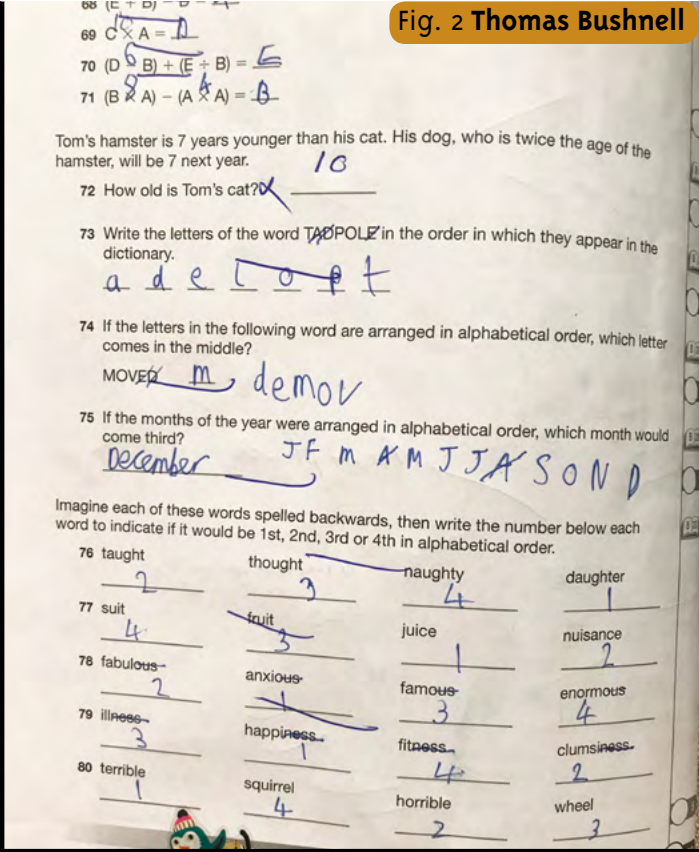 Fig. 2 Thomas Bushnell
68 (E + D) - D = 4
69 C x A = D
10
70 (D - B) + (E ÷ B) = E
6
71 (B x A) – (A x A) = B
8 4
Tom's hamster is 7 years younger than his cat. His dog, who is twice the age of the
hamster, will be 7 next year.
72 How old is Tom's cat? 10
73 Write the letters of the word TADPOLE in the order in which they appear in the
dictionary.
a d e l o p t
74 If the letters in the following word are arranged in alphabetical order, which letter
comes in the middle?
MOVED m demov
75 If the months of the year were arranged in alphabetical order, which month would
come third?
December J F M A M J J A S O N D
Imagine each of these words spelled backwards, then write the number below each
word to indicate if it would be 1st, 2nd, 3rd or 4th in alphabetical order.
76 taught thought naughty daughter
2 3 4 1
77 suit fruit juice nuisance
4 3 1 2
78 fabulous anxious famous enormous
2 1 3 4
79 illness happiness fitness clumsiness
3 1 4 2
80 terrible squirrel horrible wheel
1 4 2 3